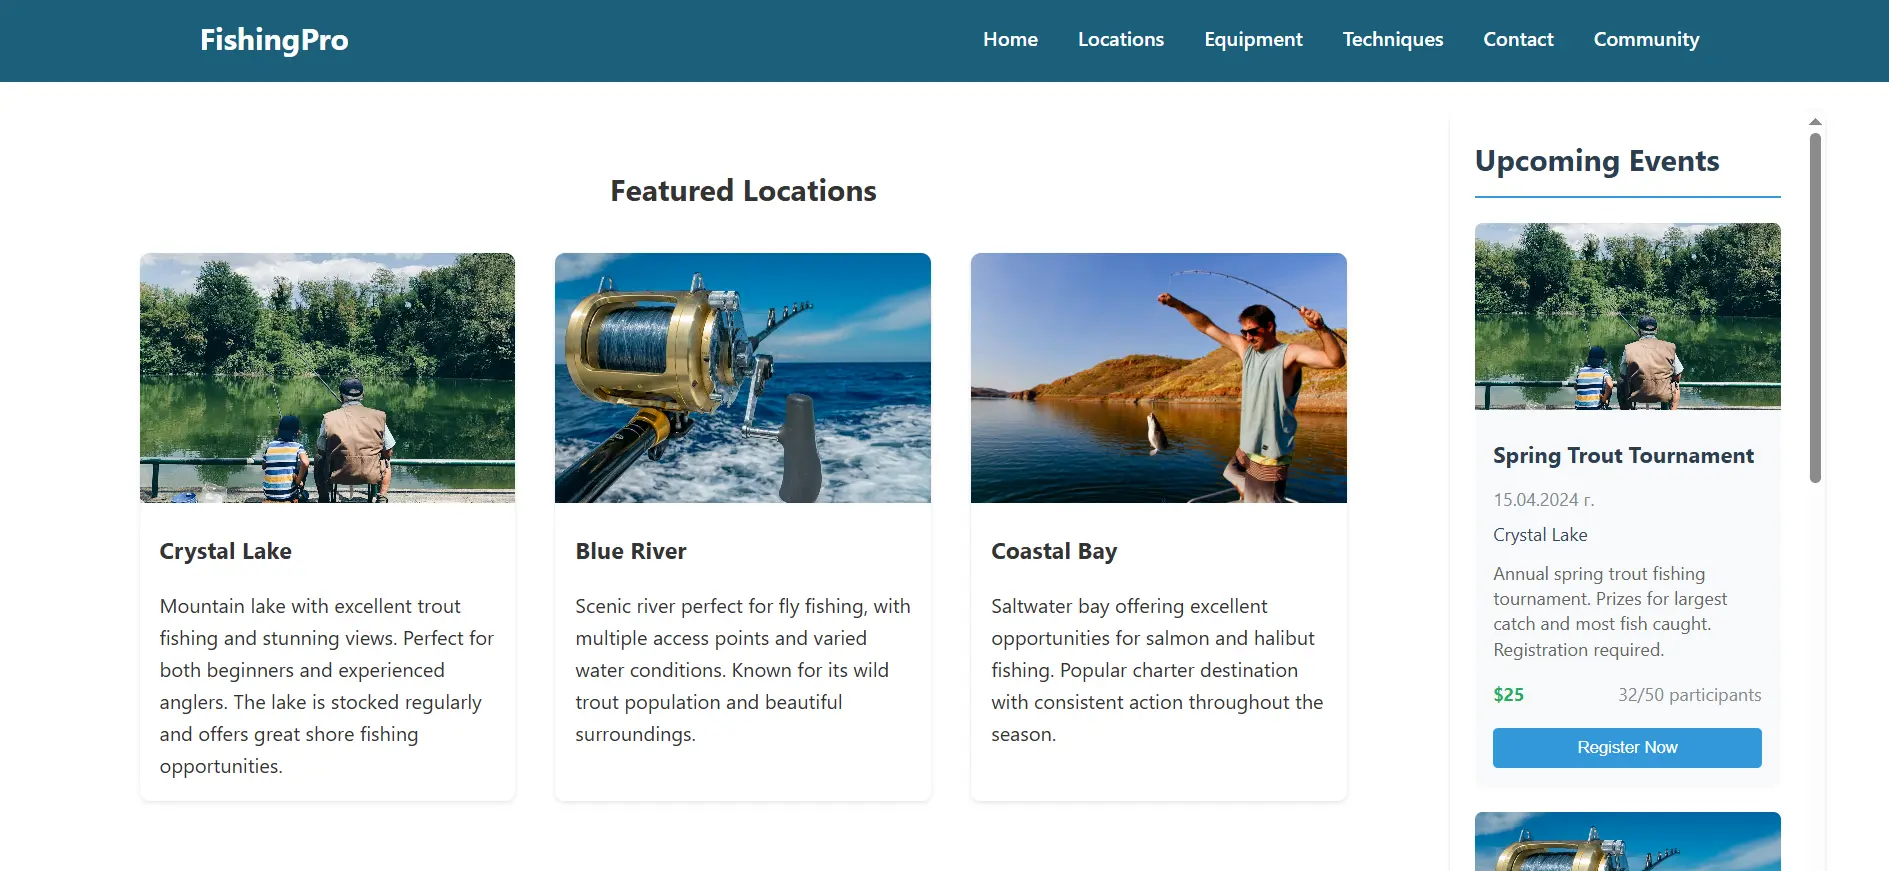 FishingPro
Home
Locations
Equipment
Techniques
Contact
Community
Featured Locations
Crystal Lake
Mountain lake with excellent trout
fishing and stunning views. Perfect for
both beginners and experienced
anglers. The lake is stocked regularly
and offers great shore fishing
opportunities.
Blue River
Scenic river perfect for fly fishing, with
multiple access points and varied
water conditions. Known for its wild
trout population and beautiful
surroundings.
Coastal Bay
Saltwater bay offering excellent
opportunities for salmon and halibut
fishing. Popular charter destination
with consistent action throughout the
season.
Upcoming Events
Spring Trout Tournament
15.04.2024 г.
Crystal Lake
Annual spring trout fishing
tournament. Prizes for largest
catch and most fish caught.
Registration required.
$25
32/50 participants
Register Now